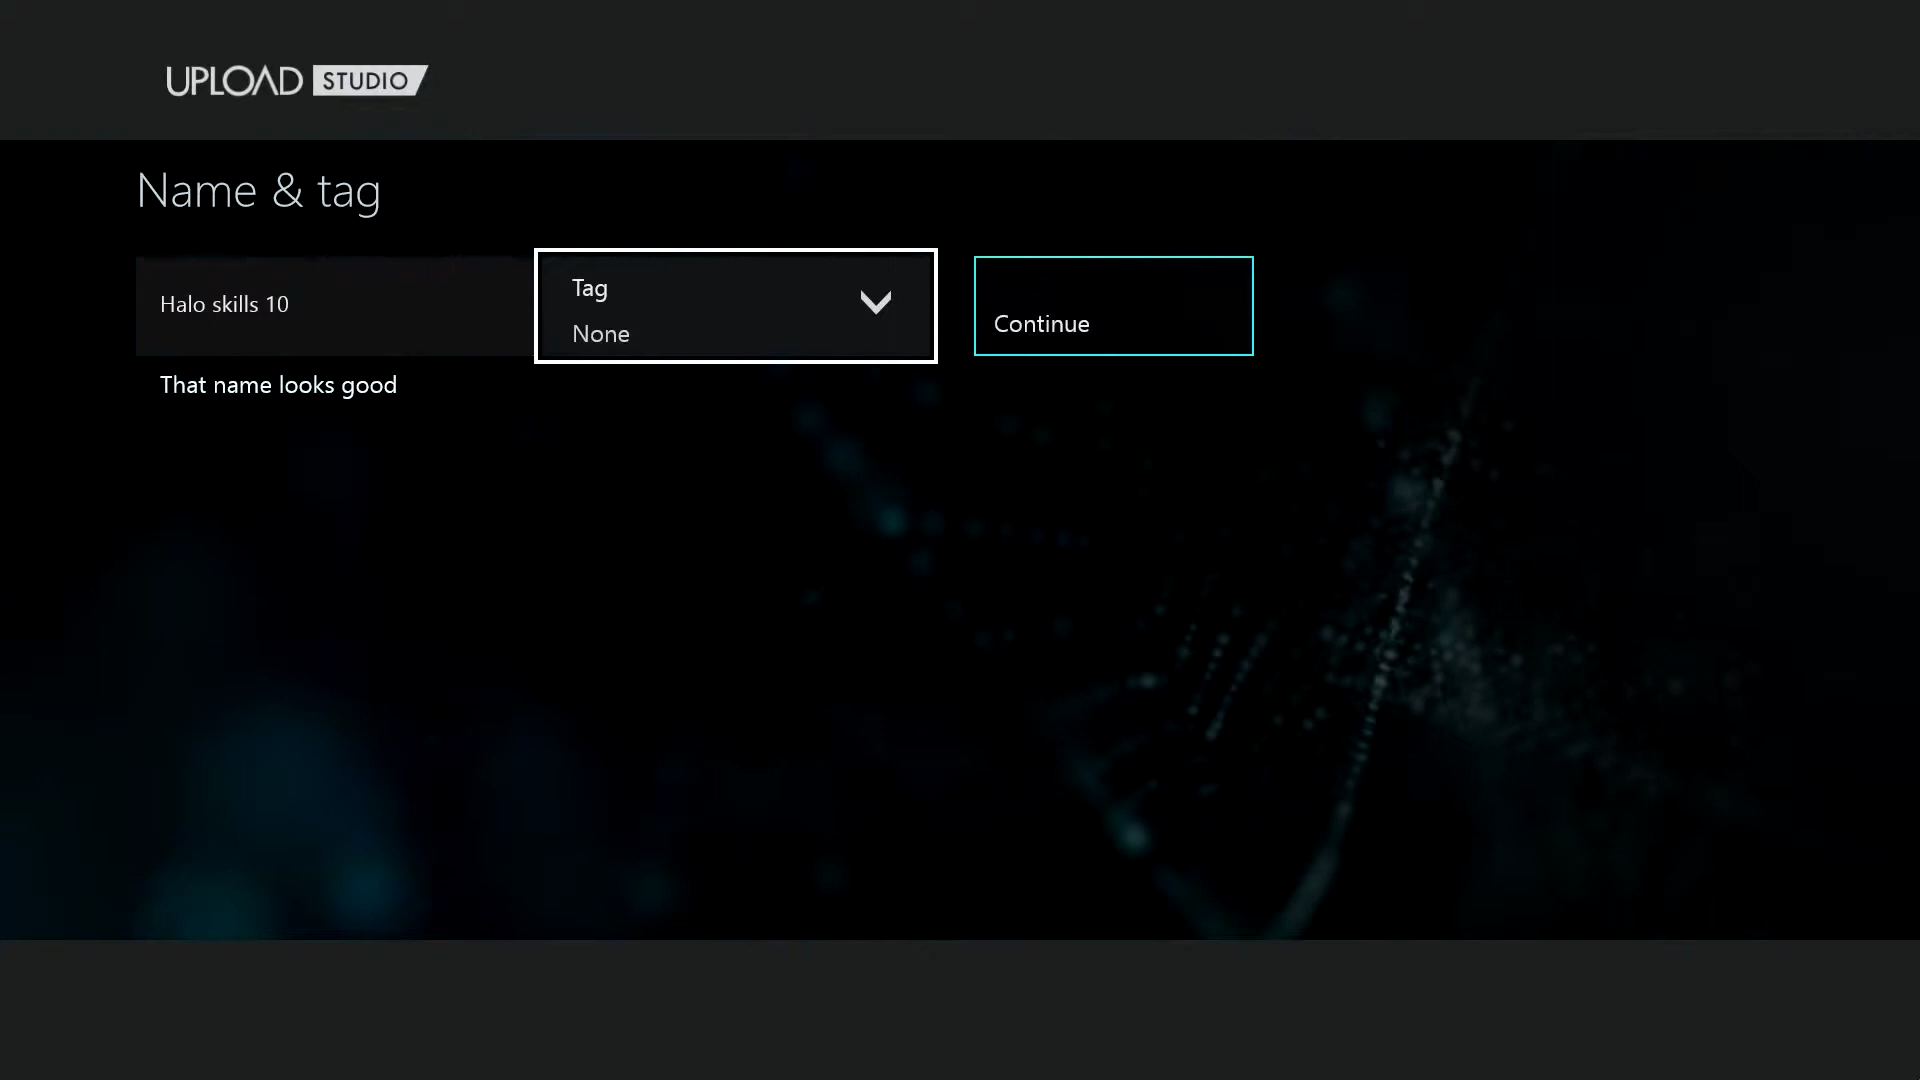 UPLOAD STUDIO
Name & tag
Halo skills 10
Tag
None
Continue
That name looks good